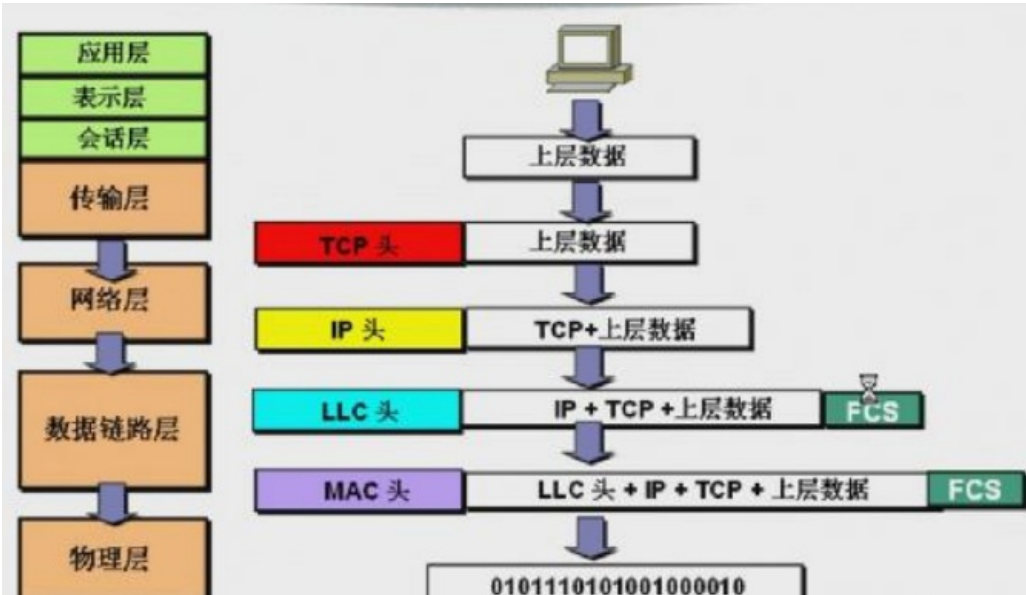 应用层
表示层
会话层
传输层
网络层
数据链路层
物理层
上层数据
TCP 头 上层数据
IP 头 TCP+上层数据
LLC 头 IP + TCP +上层数据 FCS
MAC 头 LLC 头 + IP + TCP + 上层数据 FCS
0101110101001000010